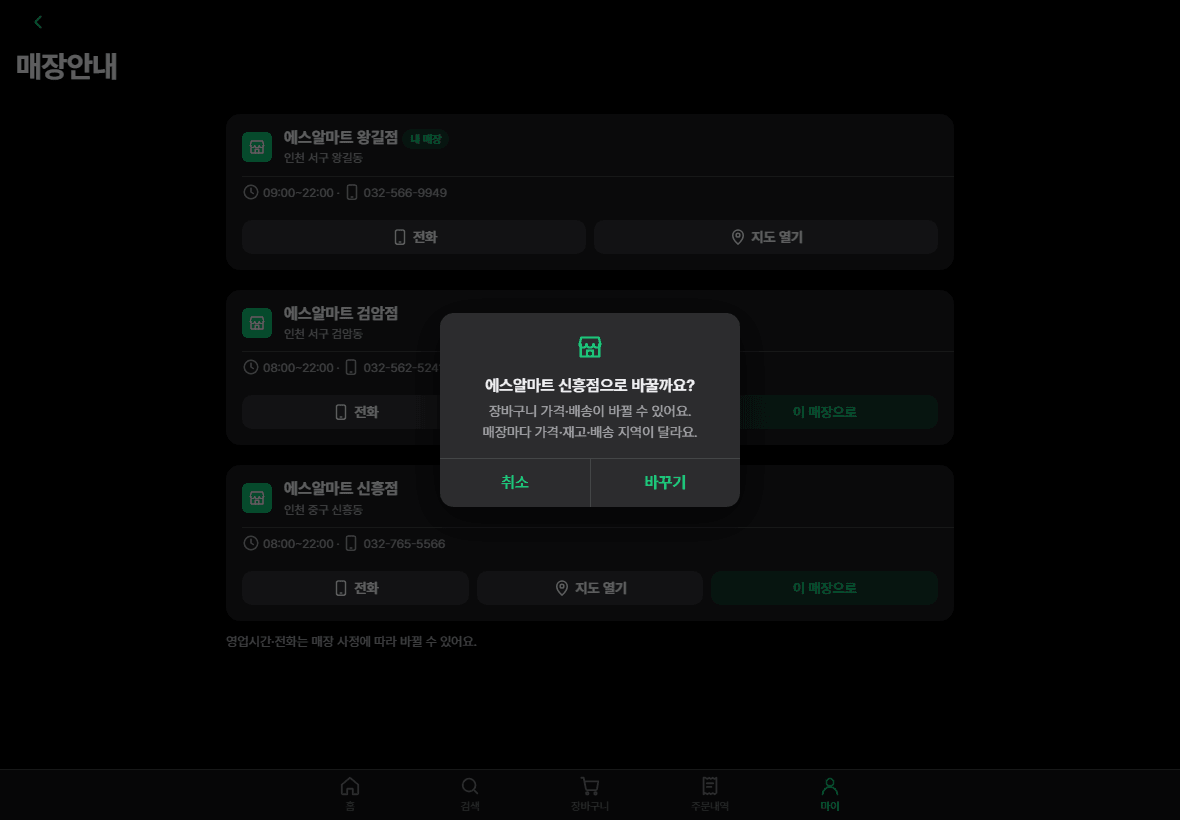 매장안내
에스알마트 왕길점 내 매장
인천 서구 왕길동
09:00~22:00 · 032-566-9949
전화 지도 열기
에스알마트 검암점
인천 서구 검암동
08:00~22:00 · 032-562-524
전화 이 매장으로
에스알마트 신흥점으로 바꿀까요?
장바구니 가격·배송이 바뀔 수 있어요.
매장마다 가격·재고·배송 지역이 달라요.
취소 바꾸기
에스알마트 신흥점
인천 중구 신흥동
08:00~22:00 · 032-765-5566
전화 지도 열기 이 매장으로
영업시간·전화는 매장 사정에 따라 바뀔 수 있어요.
홈 검색 장바구니 주문내역 마이